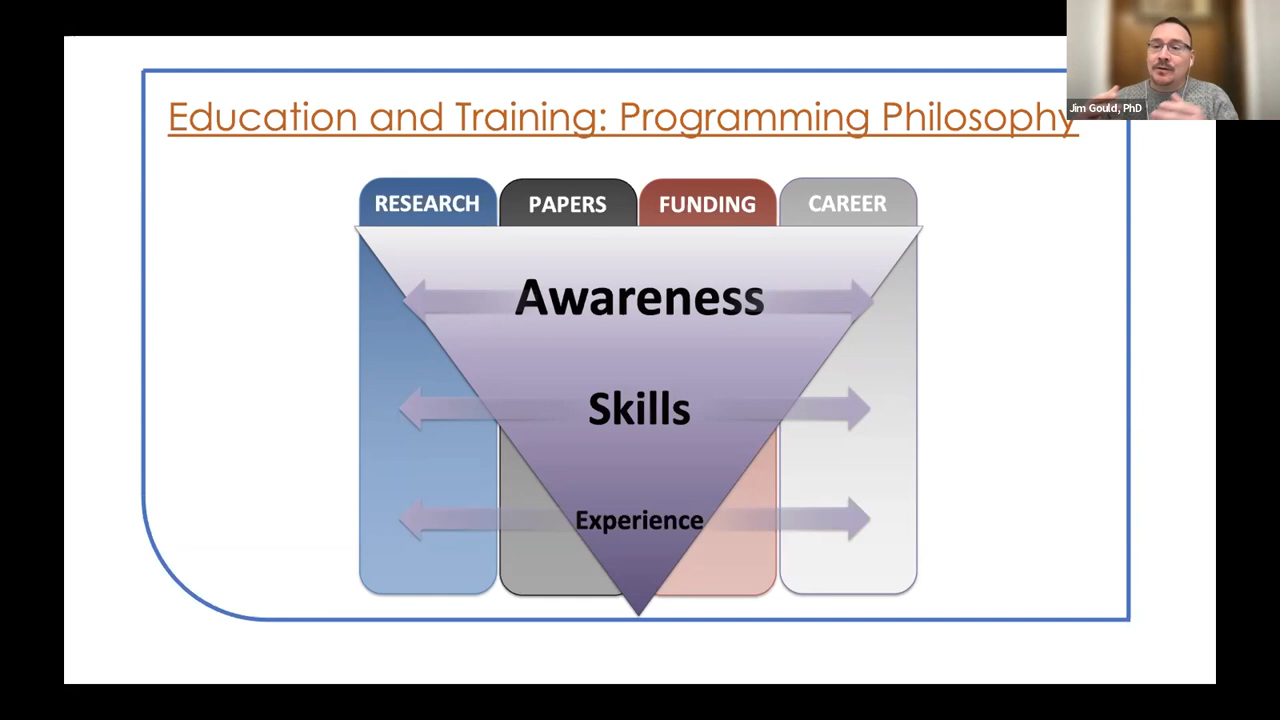 Education and Training: Programming Philosophy
Jim Gould, PhD
RESEARCH PAPERS FUNDING CAREER
Awareness
Skills
Experience